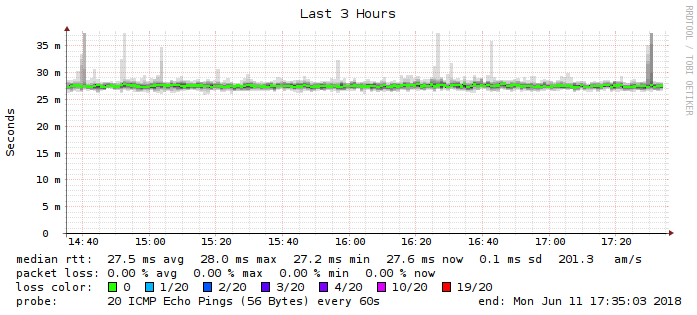 Last 3 Hours
RRDTOOL / TOBI OETIKER
Seconds
35 m
30 m
25 m
20 m
15 m
10 m
5 m
0
14:40 15:00 15:20 15:40 16:00 16:20 16:40 17:00 17:20
median rtt: 27.5 ms avg 28.0 ms max 27.2 ms min 27.6 ms now 0.1 ms sd 201.3 am/s
packet loss: 0.00 % avg 0.00 % max 0.00 % min 0.00 % now
loss color: 0 1/20 2/20 3/20 4/20 10/20 19/20
probe: 20 ICMP Echo Pings (56 Bytes) every 60s end: Mon Jun 11 17:35:03 2018